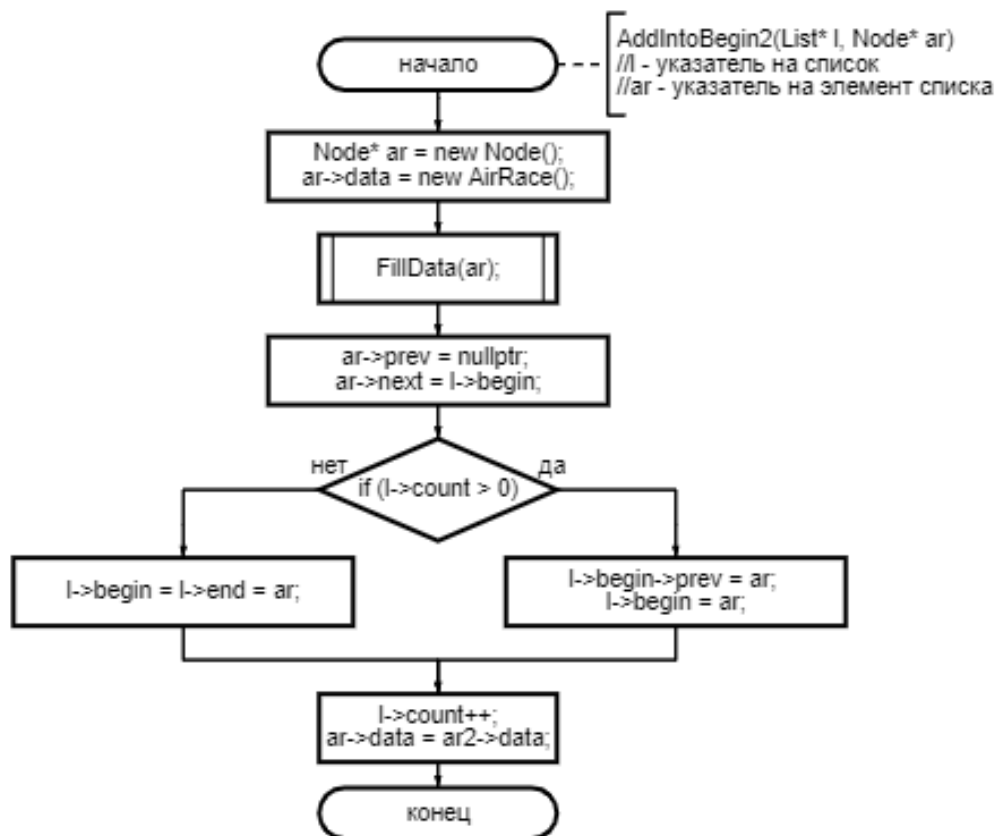 начало
AddIntoBegin2(List* l, Node* ar)
//l - указатель на список
//ar - указатель на элемент списка
Node* ar = new Node();
ar->data = new AirRace();
FillData(ar);
ar->prev = nullptr;
ar->next = l->begin;
нет
да
if (l->count > 0)
l->begin = l->end = ar;
l->begin->prev = ar;
l->begin = ar;
l->count++;
ar->data = ar2->data;
конец